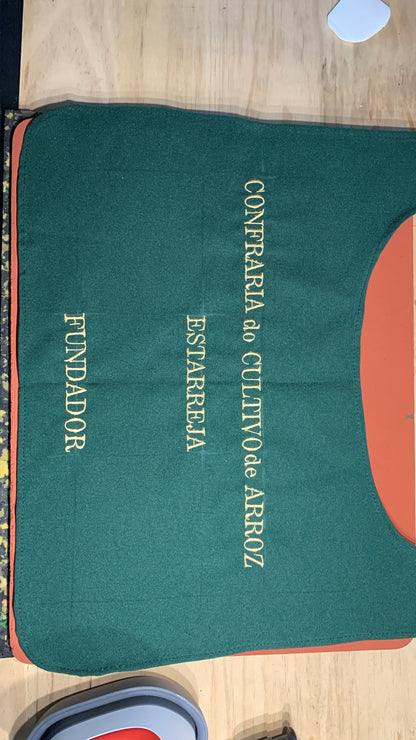 CONFRARIA do CULTIVO de ARROZ
ESTARREJA
FUNDADOR